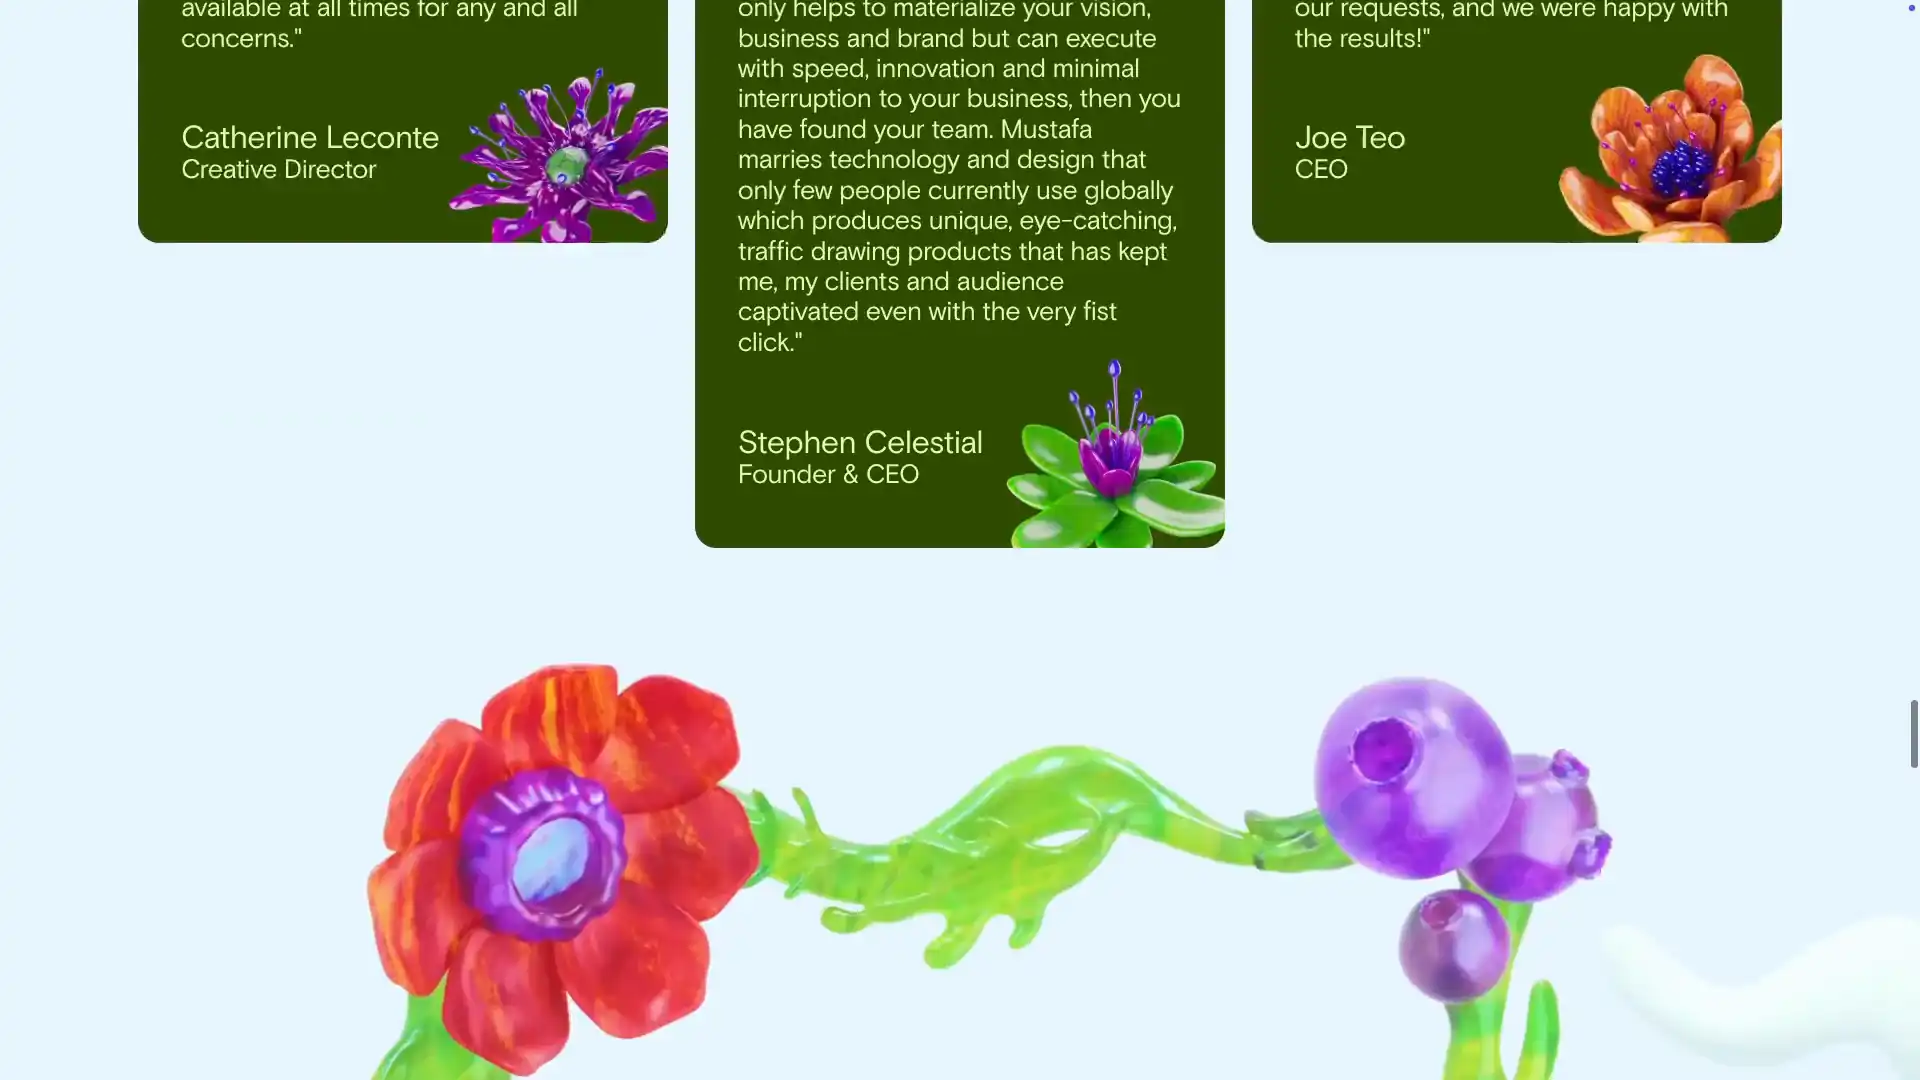 available at all times for any and all
concerns."
Catherine Leconte
Creative Director
only helps to materialize your vision,
business and brand but can execute
with speed, innovation and minimal
interruption to your business, then you
have found your team. Mustafa
marries technology and design that
only few people currently use globally
which produces unique, eye-catching,
traffic drawing products that has kept
me, my clients and audience
captivated even with the very fist
click."
Stephen Celestial
Founder & CEO
our requests, and we were happy with
the results!"
Joe Teo
CEO